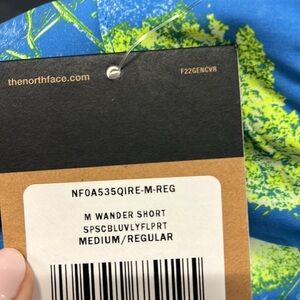 thenorthface.com
F22GENCVR
NF0A535QIRE-M-REG
M WANDER SHORT
SPSCBLUVLYFLPRT
MEDIUM/REGULAR